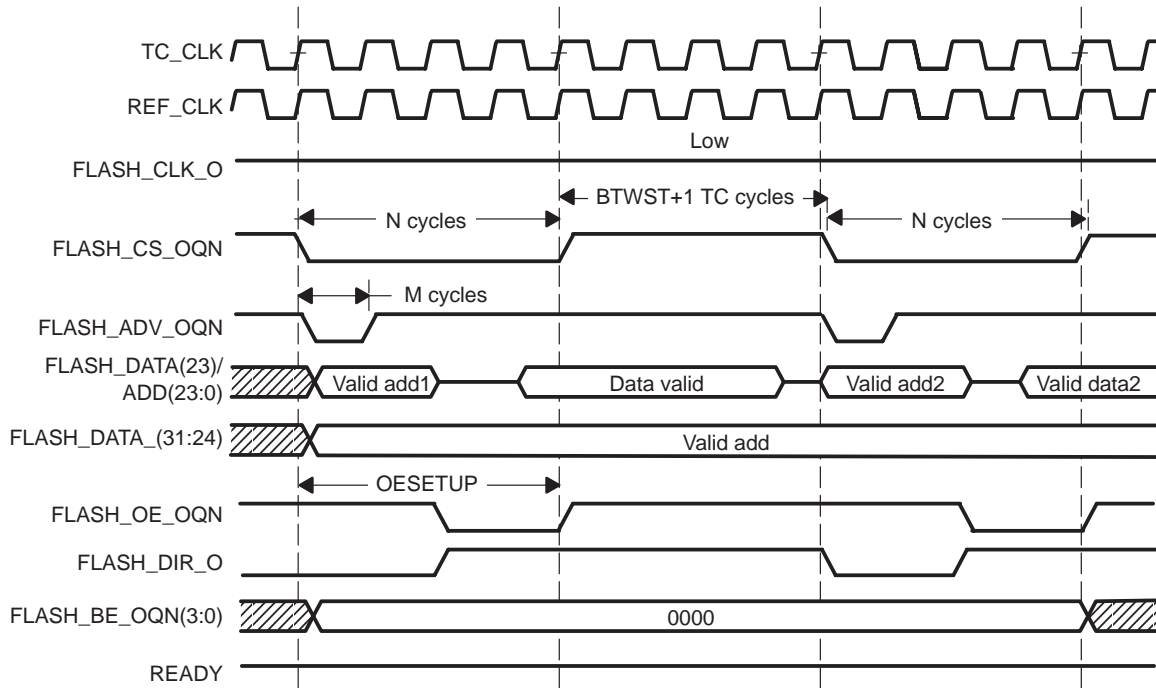 TC_CLK
REF_CLK
Low
FLASH_CLK_O
BTWST+1 TC cycles
N cycles
N cycles
FLASH_CS_OQN
M cycles
FLASH_ADV_OQN
FLASH_DATA(23)/
ADD(23:0)
Valid add1
Data valid
Valid add2
Valid data2
FLASH_DATA_(31:24)
Valid add
OESETUP
FLASH_OE_OQN
FLASH_DIR_O
FLASH_BE_OQN(3:0)
0000
READY